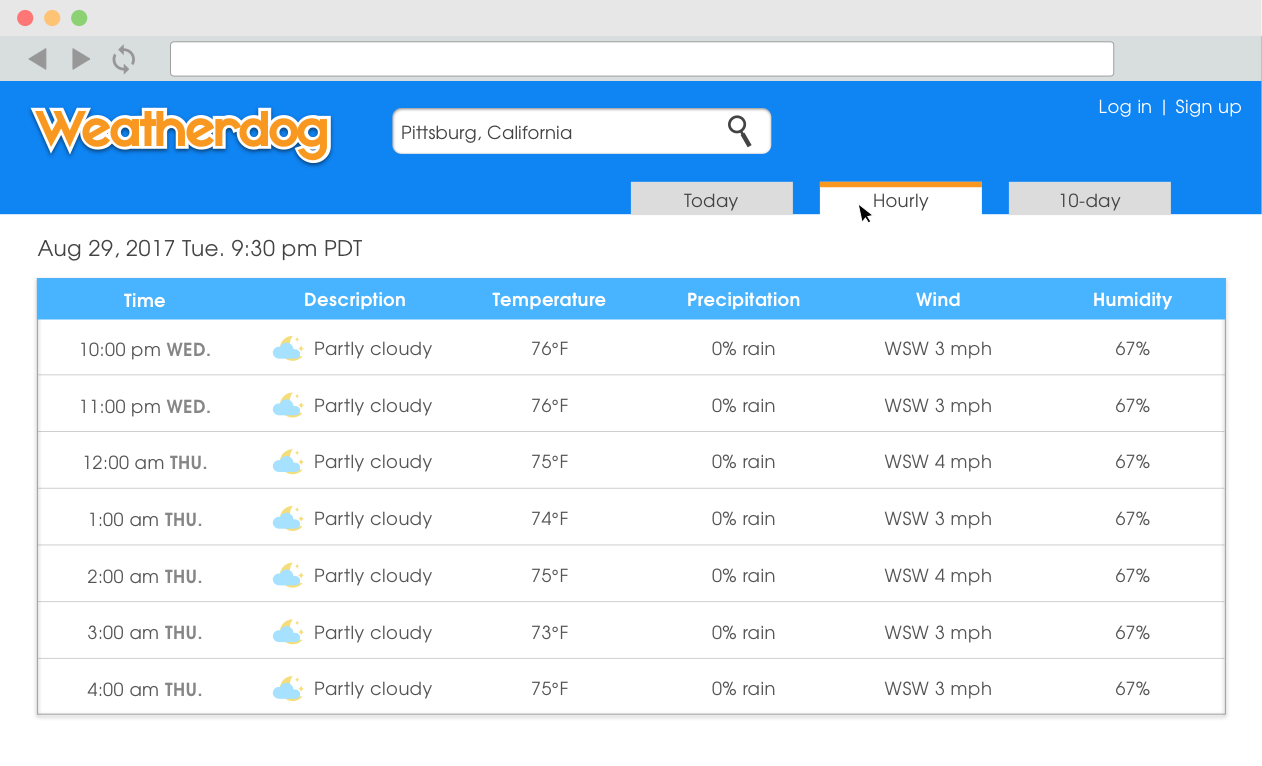 Weatherdog
Pittsburg, California
Log in | Sign up
Today Hourly 10-day
Aug 29, 2017 Tue. 9:30 pm PDT
Time Description Temperature Precipitation Wind Humidity
10:00 pm WED. Partly cloudy 76°F 0% rain WSW 3 mph 67%
11:00 pm WED. Partly cloudy 76°F 0% rain WSW 3 mph 67%
12:00 am THU. Partly cloudy 75°F 0% rain WSW 4 mph 67%
1:00 am THU. Partly cloudy 74°F 0% rain WSW 3 mph 67%
2:00 am THU. Partly cloudy 75°F 0% rain WSW 4 mph 67%
3:00 am THU. Partly cloudy 73°F 0% rain WSW 3 mph 67%
4:00 am THU. Partly cloudy 75°F 0% rain WSW 3 mph 67%